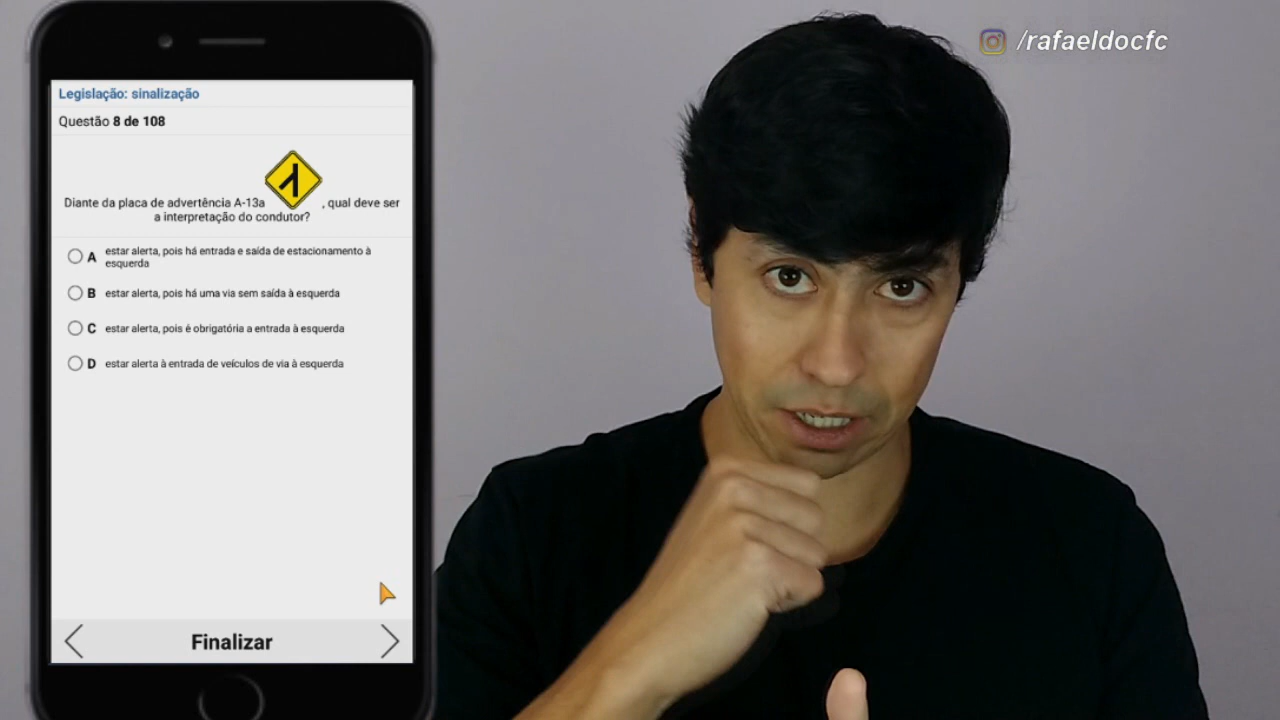 /rafaeldocfc
Legislação: sinalização
Questão 8 de 108
Diante da placa de advertência A-13a , qual deve ser
a interpretação do condutor?
A estar alerta, pois há entrada e saída de estacionamento à
esquerda
B estar alerta, pois há uma via sem saída à esquerda
C estar alerta, pois é obrigatória a entrada à esquerda
D estar alerta à entrada de veículos de via à esquerda
Finalizar